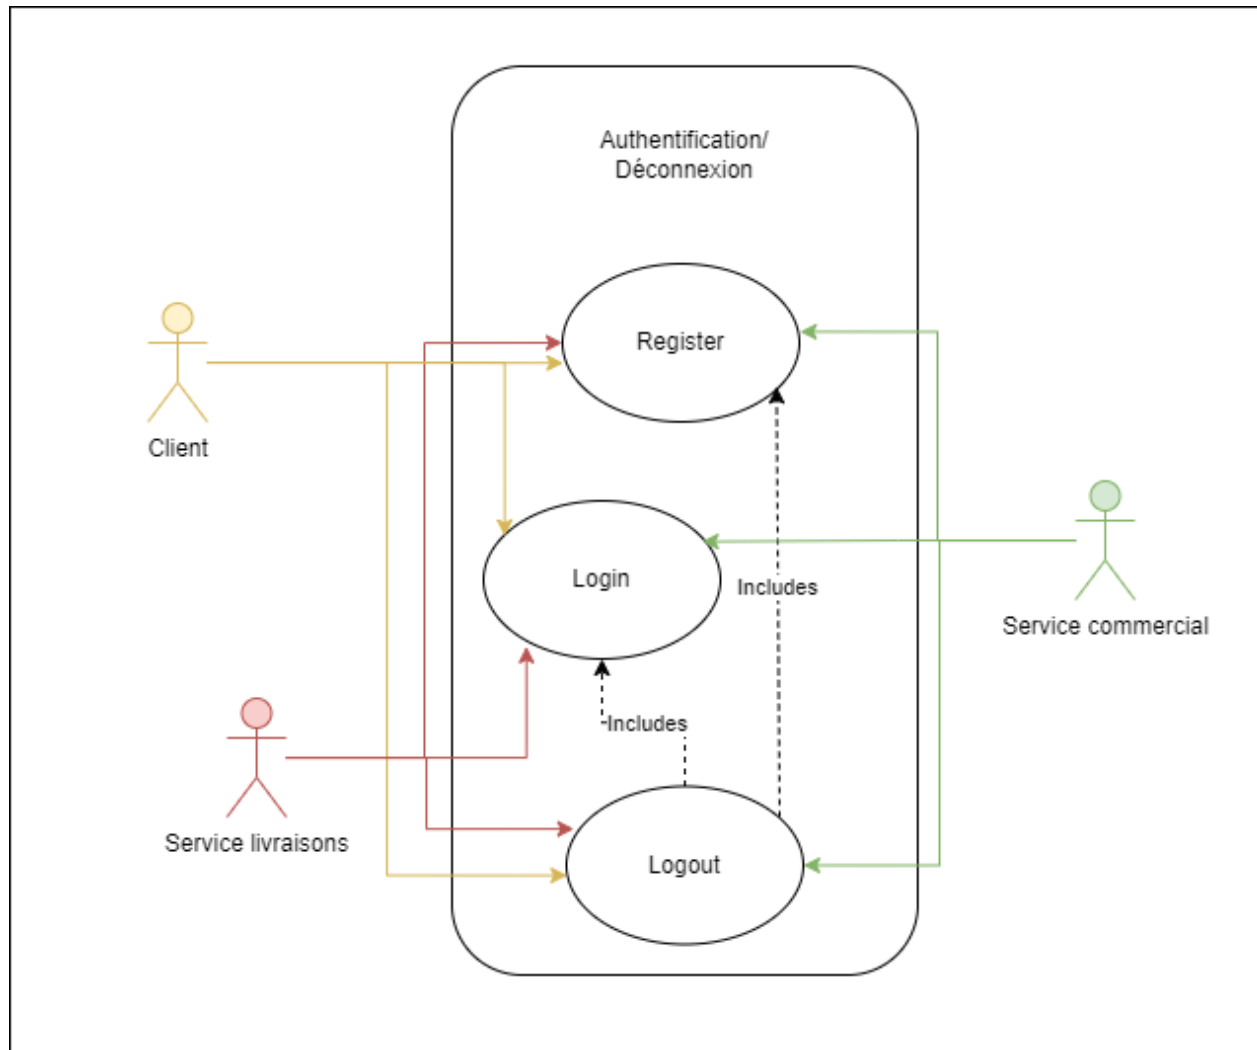 Authentification/
Déconnexion
Register
Client
Login
Includes
Service commercial
Includes
Service livraisons
Logout